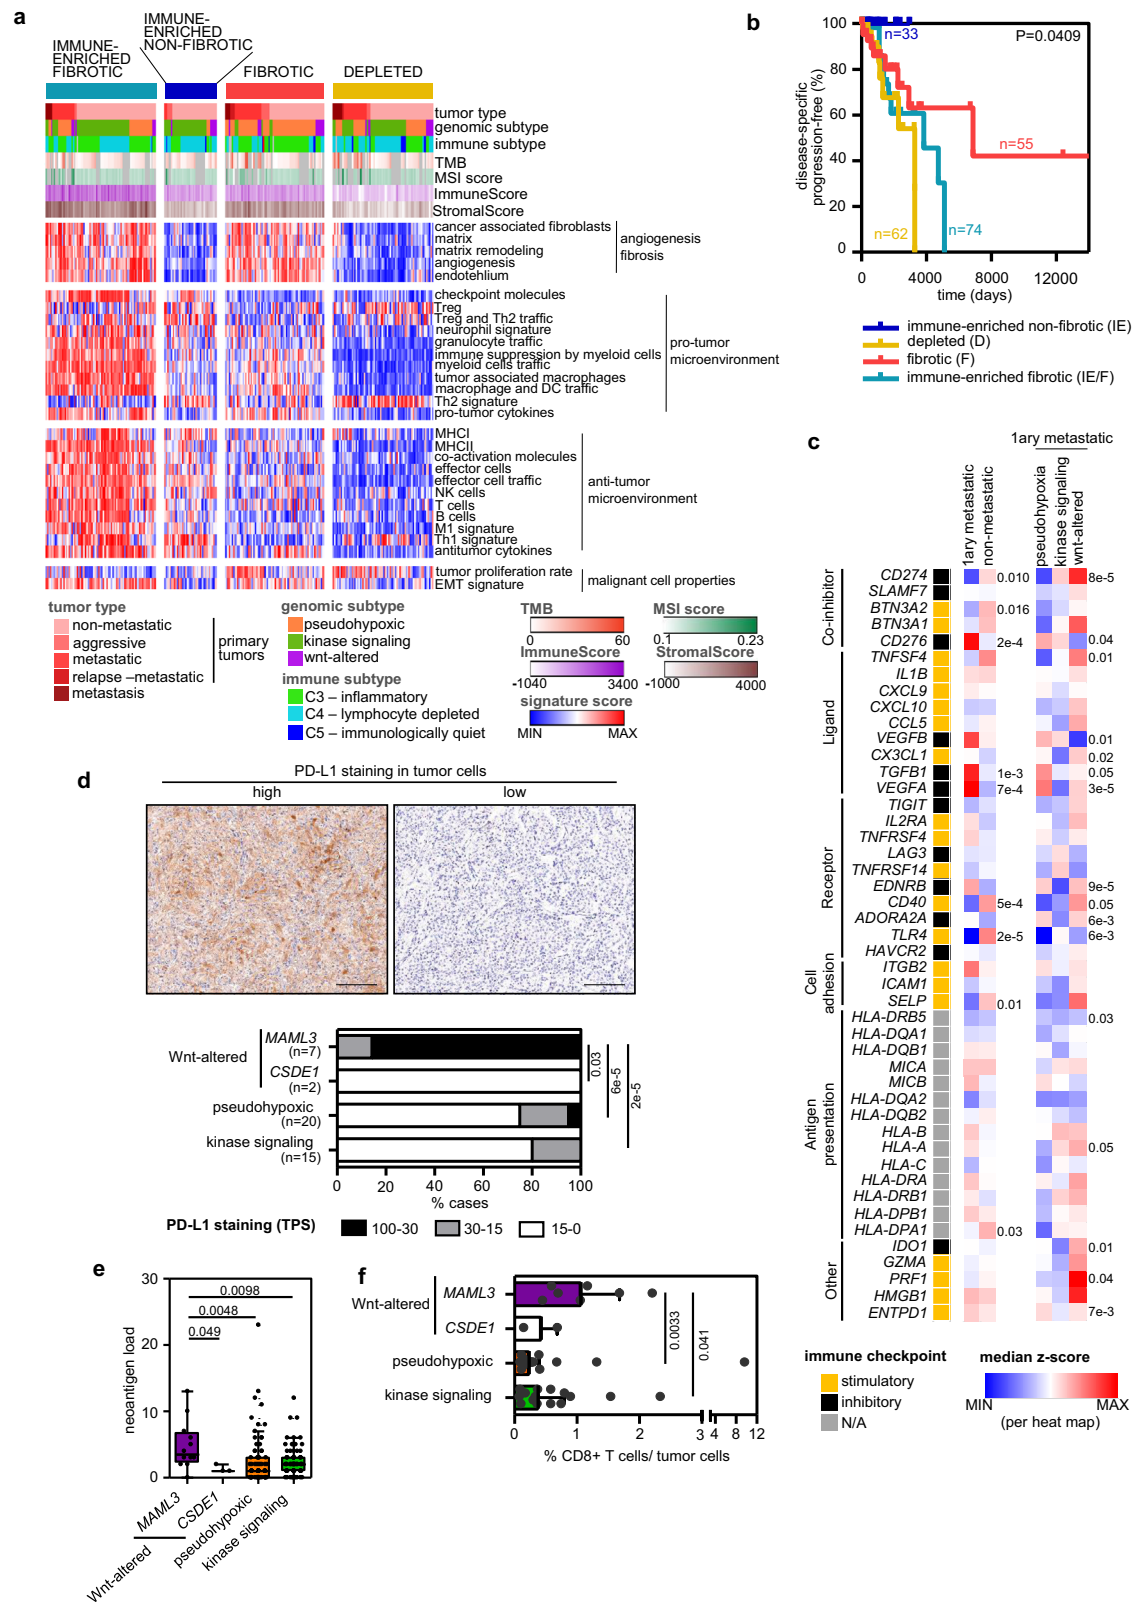 a
IMMUNE-
ENRICHED
FIBROTIC
IMMUNE-
ENRICHED
NON-FIBROTIC
FIBROTIC
DEPLETED
tumor type
genomic subtype
immune subtype
TMB
MSI score
ImmuneScore
StromalScore
cancer associated fibroblasts
matrix
matrix remodeling
angiogenesis
endotehlium
angiogenesis
fibrosis
checkpoint molecules
Treg
Treg and Th2 traffic
neutrophil signature
granulocyte traffic
immune suppression by myeloid cells
myeloid cells traffic
tumor associated macrophages
macrophage and DC traffic
Th2 signature
pro-tumor cytokines
pro-tumor
microenvironment
MHCI
MHCII
co-activation molecules
effector cells
effector cell traffic
NK cells
T cells
B cells
M1 signature
Th1 signature
antitumor cytokines
anti-tumor
microenvironment
tumor proliferation rate
EMT signature
malignant cell properties
tumor type
non-metastatic
aggressive
metastatic
relapse –metastatic
metastasis
primary
tumors
genomic subtype
pseudohypoxic
kinase signaling
wnt-altered
immune subtype
C3 – inflammatory
C4 – lymphocyte depleted
C5 – immunologically quiet
TMB
0 60
MSI score
0.1 0.23
ImmuneScore
-1040 3400
StromalScore
-1000 4000
signature score
MIN MAX
b
disease-specific
progression-free (%)
100
80
60
40
20
0
n=33
P=0.0409
n=55
n=62
n=74
0 4000 8000 12000
time (days)
immune-enriched non-fibrotic (IE)
depleted (D)
fibrotic (F)
immune-enriched fibrotic (IE/F)
c
1ary metastatic
1ary metastatic
non-metastatic
pseudohypoxia
kinase signaling
wnt-altered
Co-inhibitor
CD274 0.010 8e-5
SLAMF7
BTN3A2 0.016
BTN3A1
CD276 2e-4 0.04
Ligand
TNFSF4 0.01
IL1B
CXCL9
CXCL10
CCL5
VEGFB 0.01
CX3CL1 0.02
TGFB1 1e-3 0.05
VEGFA 7e-4 3e-5
Receptor
TIGIT
IL2RA
TNFRSF4
LAG3
TNFRSF14
EDNRB 9e-5
CD40 5e-4 0.05
ADORA2A 6e-3
TLR4 2e-5 6e-3
HAVCR2
Cell
adhesion
ITGB2
ICAM1
SELP 0.01
Antigen
presentation
HLA-DRB5 0.03
HLA-DQA1
HLA-DQB1
MICA
MICB
HLA-DQA2
HLA-DQB2
HLA-B
HLA-A 0.05
HLA-C
HLA-DRA
HLA-DRB1
HLA-DPB1
HLA-DPA1 0.03
Other
IDO1 0.01
GZMA
PRF1 0.04
HMGB1
ENTPD1 7e-3
immune checkpoint
stimulatory
inhibitory
N/A
median z-score
MIN MAX
(per heat map)
d
PD-L1 staining in tumor cells
high low
Wnt-altered
MAML3
(n=7)
CSDE1
(n=2)
pseudohypoxic
(n=20)
kinase signaling
(n=15)
0.03
6e-5
2e-5
0 20 40 60 80 100
% cases
PD-L1 staining (TPS) 100-30 30-15 15-0
e
neoantigen load
30
20
10
0
0.0098
0.0048
0.049
MAML3
CSDE1
pseudohypoxic
kinase signaling
Wnt-altered
f
Wnt-altered
MAML3
CSDE1
pseudohypoxic
kinase signaling
0.0033
0.041
0 1 2 3 4 8 12
% CD8+ T cells/ tumor cells